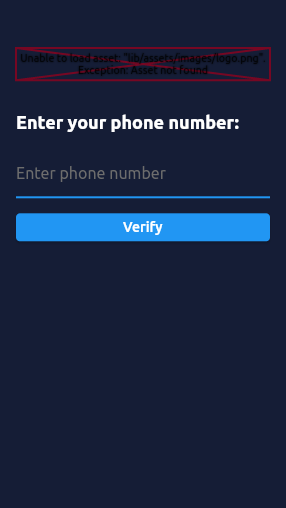 Unable to load asset: "lib/assets/images/logo.png".
Exception: Asset not found
Enter your phone number:
Enter phone number
Verify